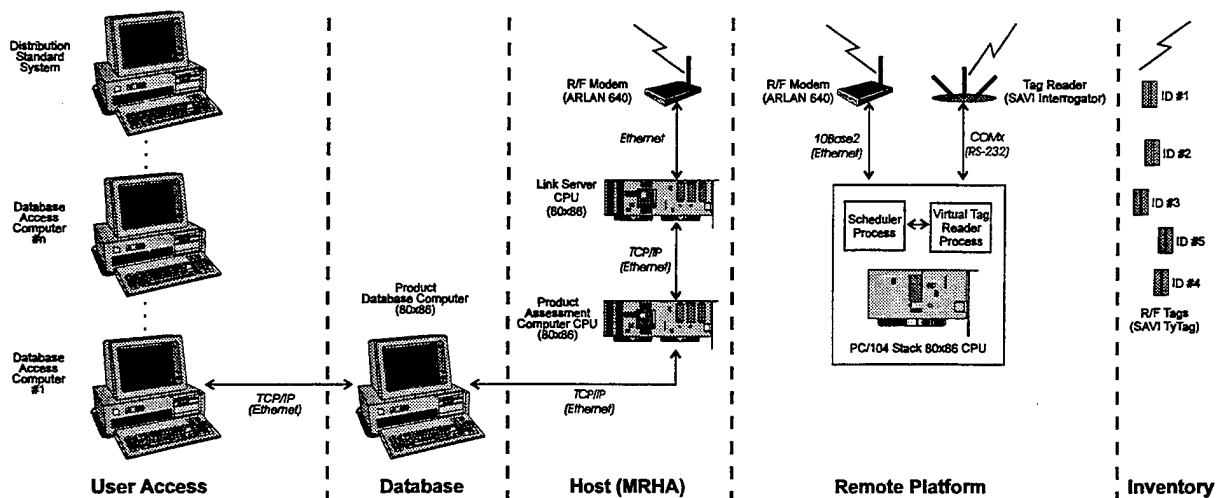 Distribution
Standard
System
Database
Access
Computer
#n
Database
Access
Computer
#1
TCP/IP
(Ethernet)
User Access
Product
Database Computer
(80x86)
Database
R/F Modem
(ARLAN 640)
Ethernet
Link Server
CPU
(80x86)
TCP/IP
(Ethernet)
Product
Assessment
Computer CPU
(80x86)
TCP/IP
(Ethernet)
Host (MRHA)
R/F Modem
(ARLAN 640)
Tag Reader
(SAVI Interrogator)
10Base2
(Ethernet)
COMx
(RS-232)
Scheduler
Process
Virtual Tag
Reader
Process
PC/104 Stack 80x86 CPU
Remote Platform
ID #1
ID #2
ID #3
ID #5
ID #4
R/F Tags
(SAVI TyTag)
Inventory